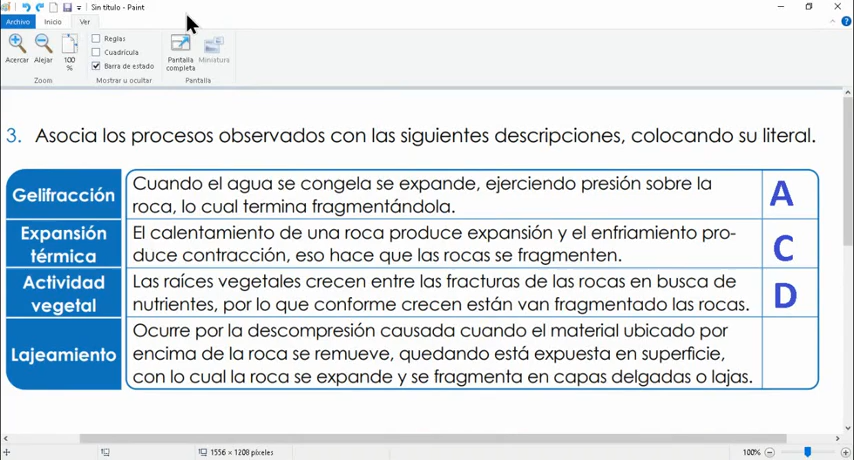 Sin título - Paint
Archivo Inicio Ver
Acercar Alejar 100 % Reglas Cuadrícula Barra de estado Pantalla completa Miniatura
Zoom Mostrar u ocultar Pantalla
3. Asocia los procesos observados con las siguientes descripciones, colocando su literal.
Gelifracción
Cuando el agua se congela se expande, ejerciendo presión sobre la
roca, lo cual termina fragmentándola.
A
Expansión
térmica
El calentamiento de una roca produce expansión y el enfriamiento pro-
duce contracción, eso hace que las rocas se fragmenten.
C
Actividad
vegetal
Las raíces vegetales crecen entre las fracturas de las rocas en busca de
nutrientes, por lo que conforme crecen están van fragmentado las rocas.
D
Lajeamiento
Ocurre por la descompresión causada cuando el material ubicado por
encima de la roca se remueve, quedando está expuesta en superficie,
con lo cual la roca se expande y se fragmenta en capas delgadas o lajas.
1556 × 1208 píxeles 100%